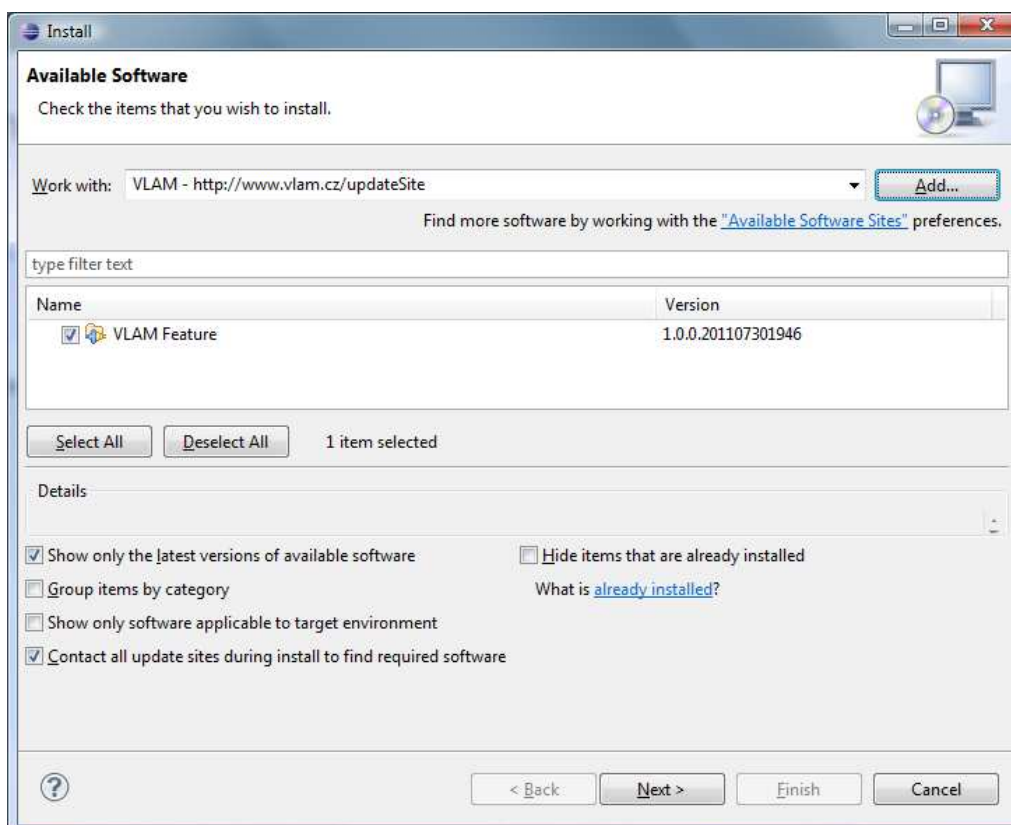 Install
Available Software
Check the items that you wish to install.
Work with: VLAM - http://www.vlam.cz/updateSite Add...
Find more software by working with the "Available Software Sites" preferences.
type filter text
Name Version
VLAM Feature 1.0.0.201107301946
Select All Deselect All 1 item selected
Details
Show only the latest versions of available software Hide items that are already installed
Group items by category What is already installed?
Show only software applicable to target environment
Contact all update sites during install to find required software
? < Back Next > Finish Cancel